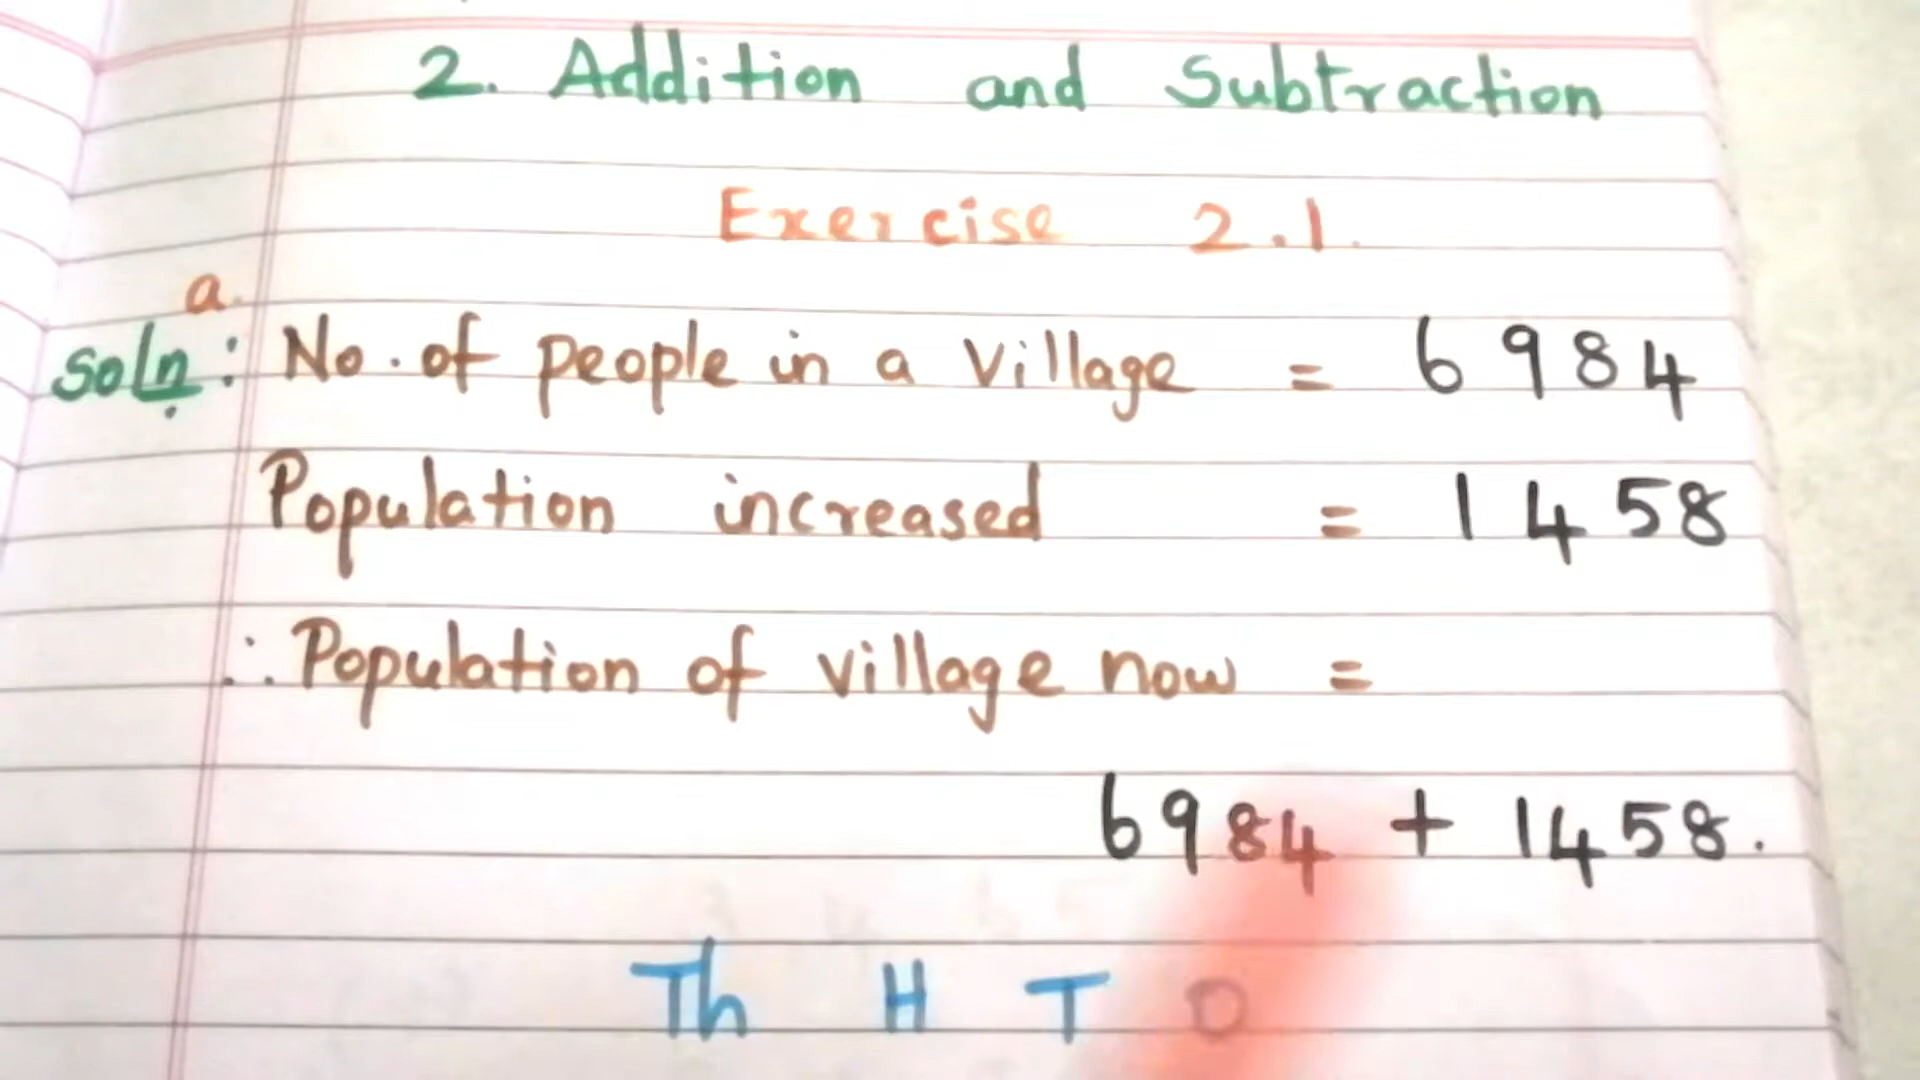 2. Addition and Subtraction
Exercise 2.1.
a.
Soln: No. of people in a village = 6984
Population increased = 1458
∴ Population of village now =
6984 + 1458.
Th H T O